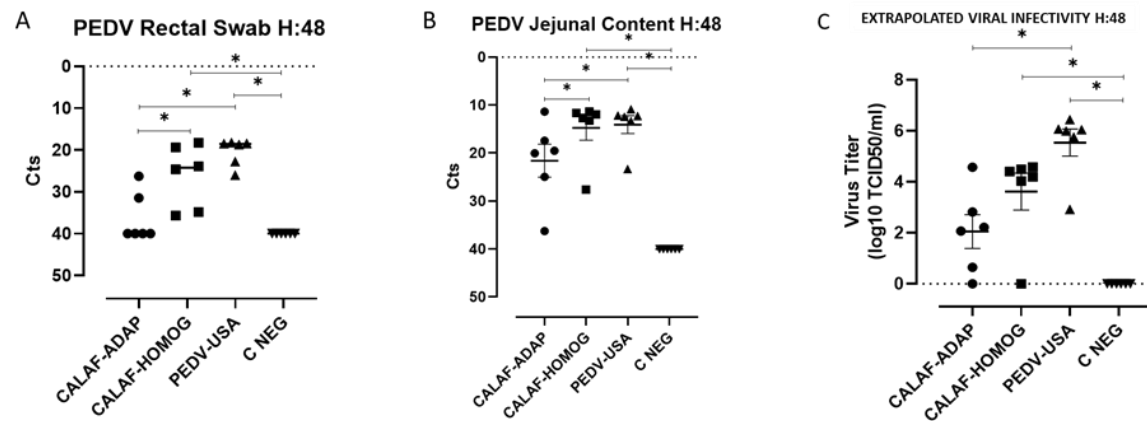 A
PEDV Rectal Swab H:48
*
*
*
*
0
10
20
30
40
50
Cts
CALAF-ADAP
CALAF-HOMOG
PEDV-USA
C NEG
B
PEDV Jejunal Content H:48
*
*
*
*
0
10
20
30
40
50
Cts
CALAF-ADAP
CALAF-HOMOG
PEDV-USA
C NEG
C
EXTRAPOLATED VIRAL INFECTIVITY H:48
*
*
*
8
6
4
2
0
Virus Titer
(log10 TCID50/ml)
CALAF-ADAP
CALAF-HOMOG
PEDV-USA
C NEG